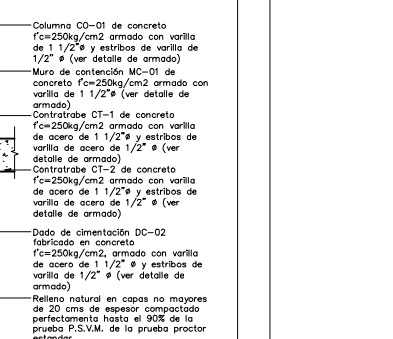 Columna CO-01 de concreto
f'c=250kg/cm2 armado con varilla
de 1 1/2"ø y estribos de varilla de
1/2" ø (ver detalle de armado)
Muro de contención MC-01 de
concreto f'c=250kg/cm2 armado con
varilla de 1 1/2"ø (ver detalle de
armado)
Contratrabe CT-1 de concreto
f'c=250kg/cm2 armado con varilla
de acero de 1 1/2"ø y estribos de
varilla de acero de 1/2" ø (ver
detalle de armado)
Contratrabe CT-2 de concreto
f'c=250kg/cm2 armado con varilla
de acero de 1 1/2"ø y estribos de
varilla de acero de 1/2" ø (ver
detalle de armado)
Dado de cimentación DC-02
fabricado en concreto
f'c=250kg/cm2, armado con varilla
de acero de 1 1/2" ø y estribos de
varilla de 1/2" ø (ver detalle de
armado)
Relleno natural en capas no mayores
de 20 cms de espesor compactado
perfectamenta hasta el 90% de la
prueba P.S.V.M. de la prueba proctor
estandar